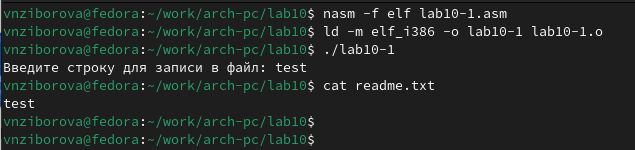 vnziborova@fedora:~/work/arch-pc/lab10$ nasm -f elf lab10-1.asm
vnziborova@fedora:~/work/arch-pc/lab10$ ld -m elf_i386 -o lab10-1 lab10-1.o
vnziborova@fedora:~/work/arch-pc/lab10$ ./lab10-1
Введите строку для записи в файл: test
vnziborova@fedora:~/work/arch-pc/lab10$ cat readme.txt
test
vnziborova@fedora:~/work/arch-pc/lab10$
vnziborova@fedora:~/work/arch-pc/lab10$